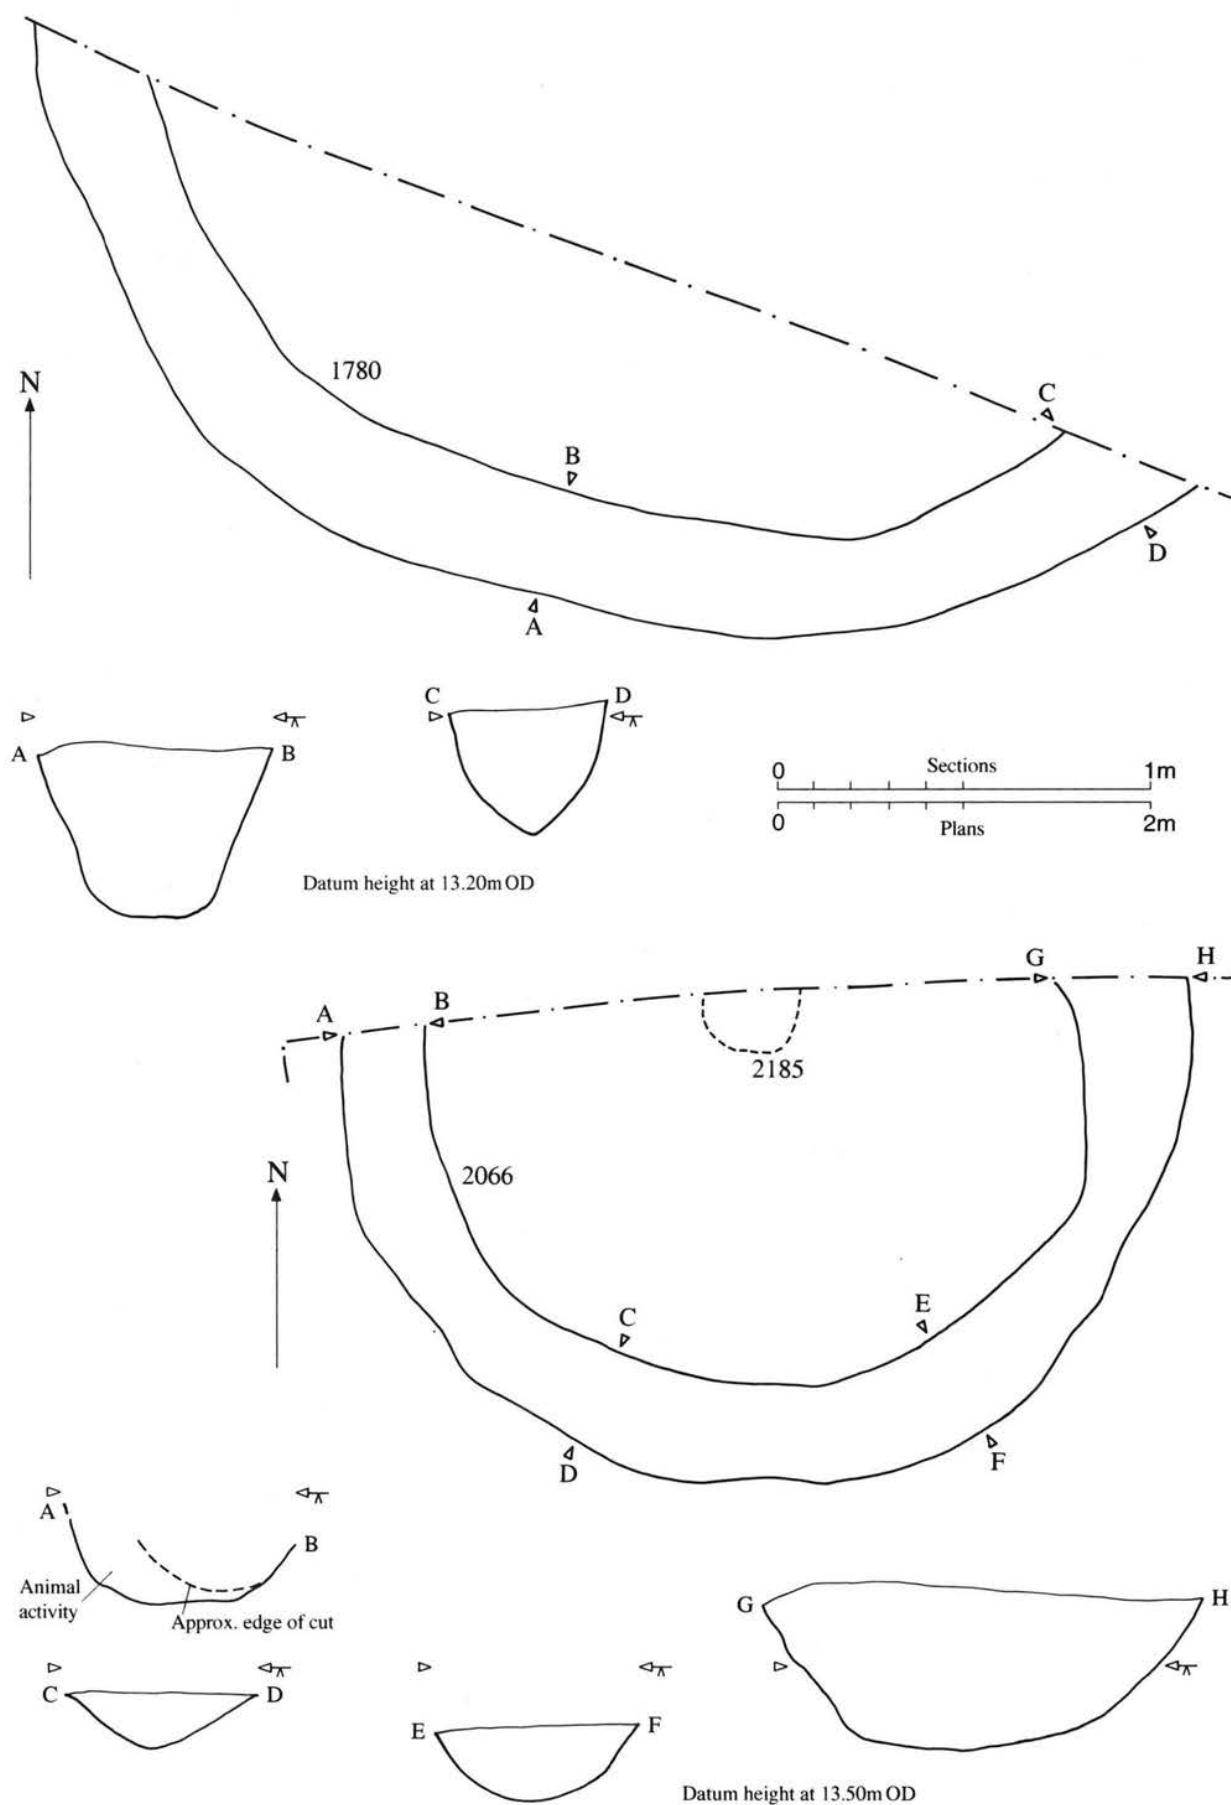 N
1780
C
B
D
A
C
D
A
B
0
Sections
1m
0
Plans
2m
Datum height at 13.20m OD
G
H
A
B
2185
N
2066
C
E
D
F
A
B
Animal
activity
Approx. edge of cut
G
H
C
D
E
F
Datum height at 13.50m OD